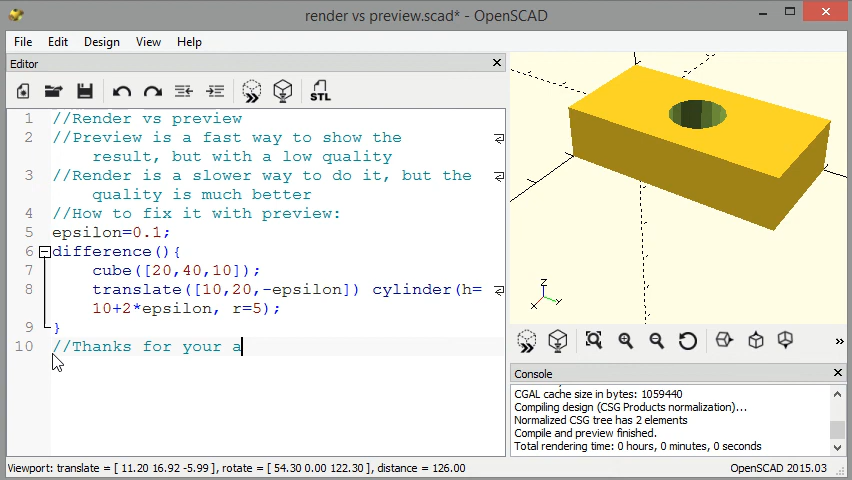 render vs preview.scad* - OpenSCAD
File Edit Design View Help
Editor
STL
1 //Render vs preview
2 //Preview is a fast way to show the
result, but with a low quality
3 //Render is a slower way to do it, but the
quality is much better
4 //How to fix it with preview:
5 epsilon=0.1;
6 difference(){
7 cube([20,40,10]);
8 translate([10,20,-epsilon]) cylinder(h=
10+2*epsilon, r=5);
9 }
10 //Thanks for your a
Z
X Y
Console
CGAL cache size in bytes: 1059440
Compiling design (CSG Products normalization)...
Normalized CSG tree has 2 elements
Compile and preview finished.
Total rendering time: 0 hours, 0 minutes, 0 seconds
Viewport: translate = [ 11.20 16.92 -5.99 ], rotate = [ 54.30 0.00 122.30 ], distance = 126.00
OpenSCAD 2015.03